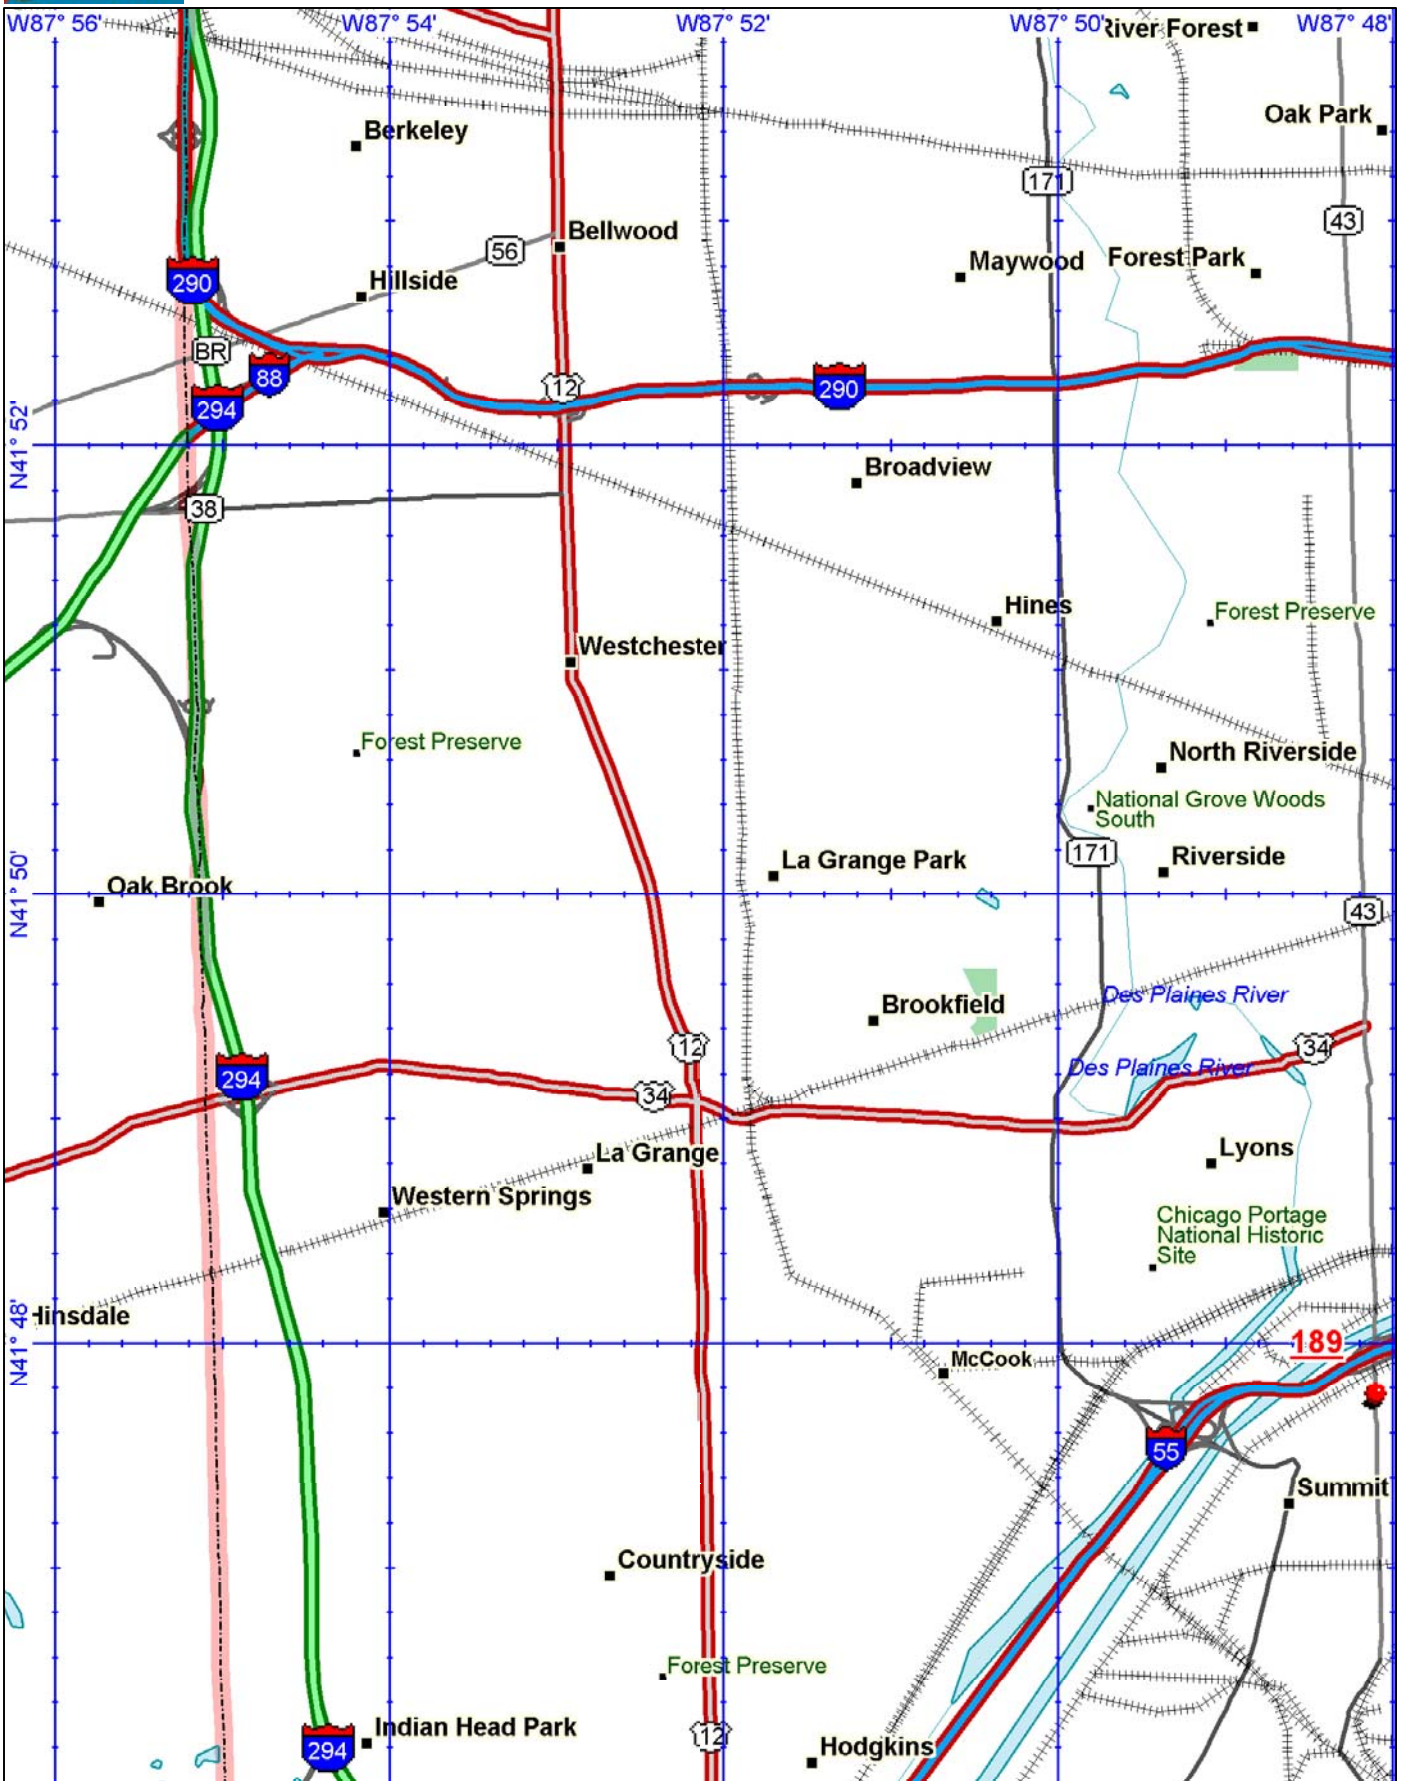 W87° 56'
W87° 54'
W87° 52'
W87° 50'
W87° 48'
River Forest
Oak Park
Berkeley
171
43
Bellwood
56
Maywood
Forest Park
290
Hillside
BR
88
12
290
294
N41° 52'
Broadview
38
Hines
Forest Preserve
Westchester
Forest Preserve
North Riverside
National Grove Woods
South
La Grange Park
171
Riverside
Oak Brook
N41° 50'
43
Des Plaines River
Brookfield
12
34
Des Plaines River
294
34
La Grange
Lyons
Western Springs
Chicago Portage
National Historic
Site
Hinsdale
N41° 48'
189
McCook
55
Summit
Countryside
Forest Preserve
Indian Head Park
12
294
Hodgkins